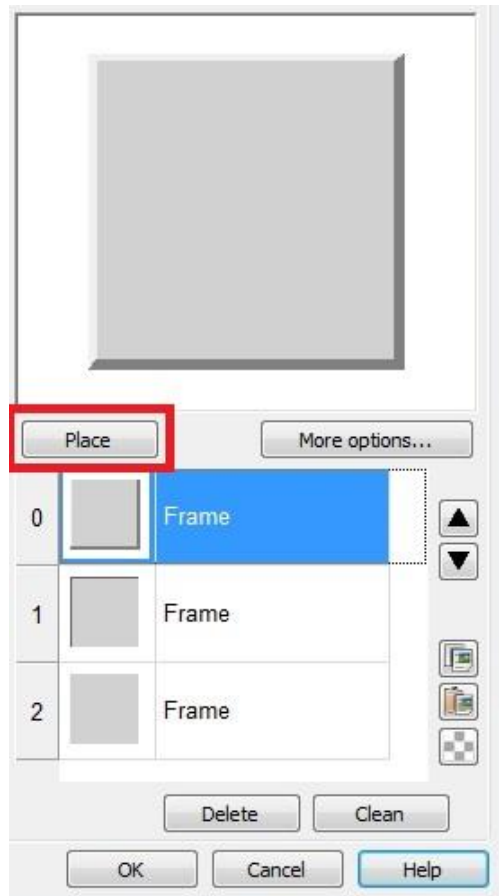 Place
More options...
0 Frame
1 Frame
2 Frame
Delete Clean
OK Cancel Help